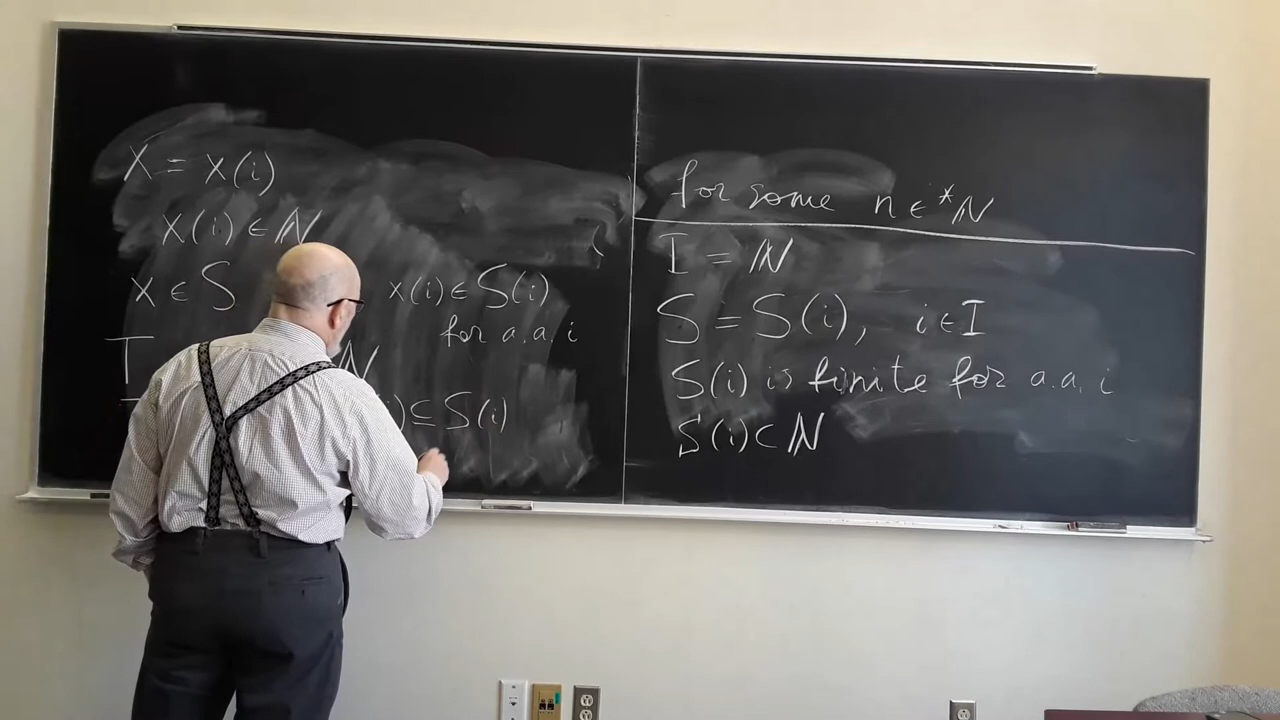 X = X(i)
X(i) ∈ ℕ
x ∈ S x(i) ∈ S(i)
for a.a. i
T ℕ
) ⊆ S(i)
for some n ∈ *ℕ
I = ℕ
S = S(i), i ∈ I
S(i) is finite for a.a. i
S(i) ⊂ ℕ